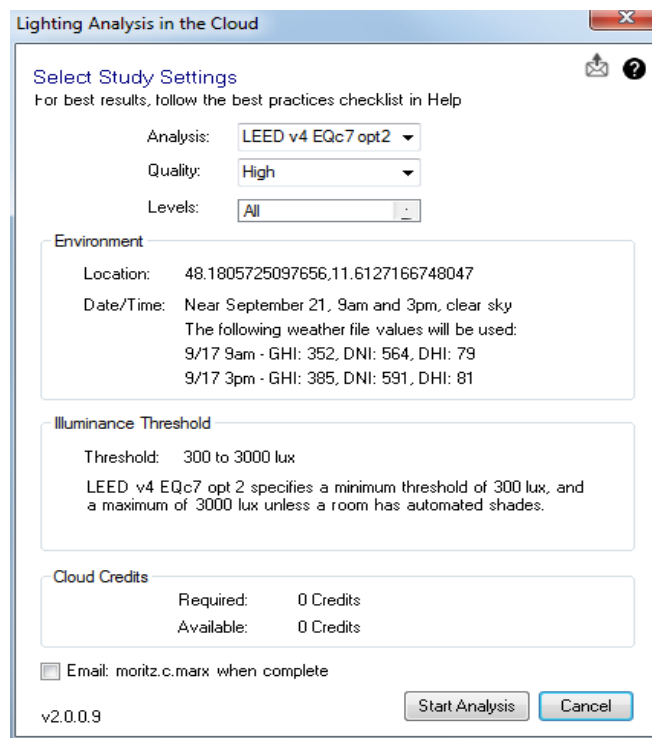 Lighting Analysis in the Cloud
Select Study Settings
For best results, follow the best practices checklist in Help
Analysis: LEED v4 EQc7 opt2
Quality: High
Levels: All
Environment
Location: 48.1805725097656,11.6127166748047
Date/Time: Near September 21, 9am and 3pm, clear sky
The following weather file values will be used:
9/17 9am - GHI: 352, DNI: 564, DHI: 79
9/17 3pm - GHI: 385, DNI: 591, DHI: 81
Illuminance Threshold
Threshold: 300 to 3000 lux
LEED v4 EQc7 opt 2 specifies a minimum threshold of 300 lux, and
a maximum of 3000 lux unless a room has automated shades.
Cloud Credits
Required: 0 Credits
Available: 0 Credits
Email: moritz.c.marx when complete
v2.0.0.9
Start Analysis
Cancel